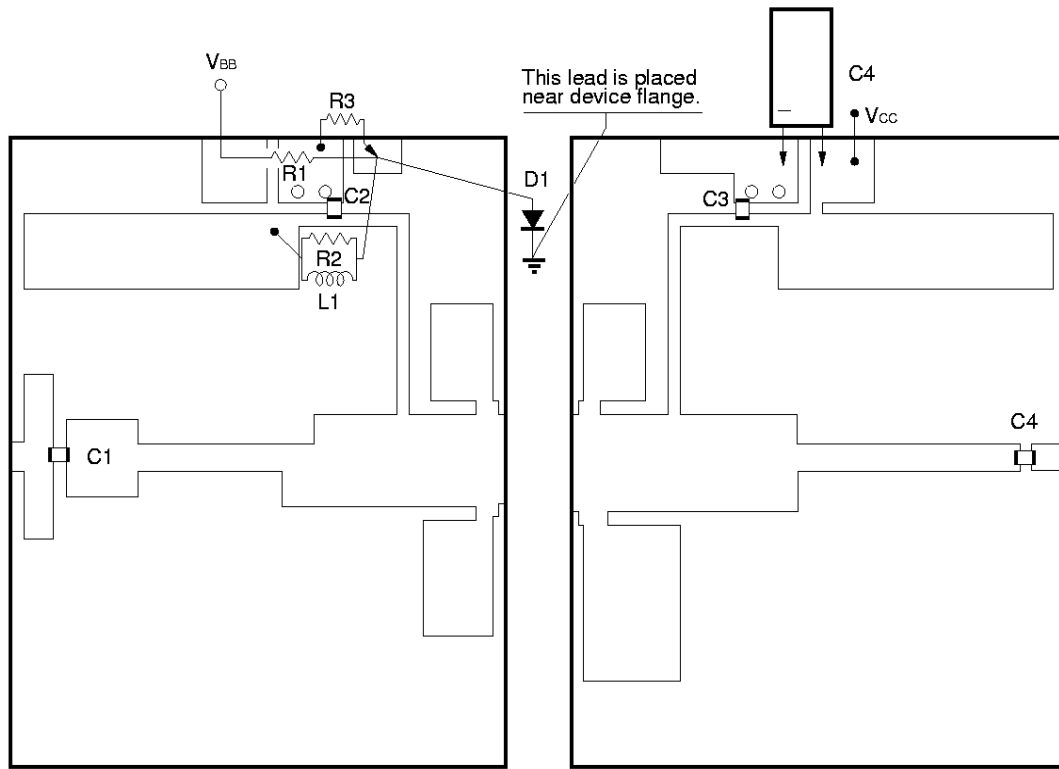 VBB
R3
This lead is placed
near device flange.
C4
VCC
R1
D1
C2
C3
R2
L1
C1
C4